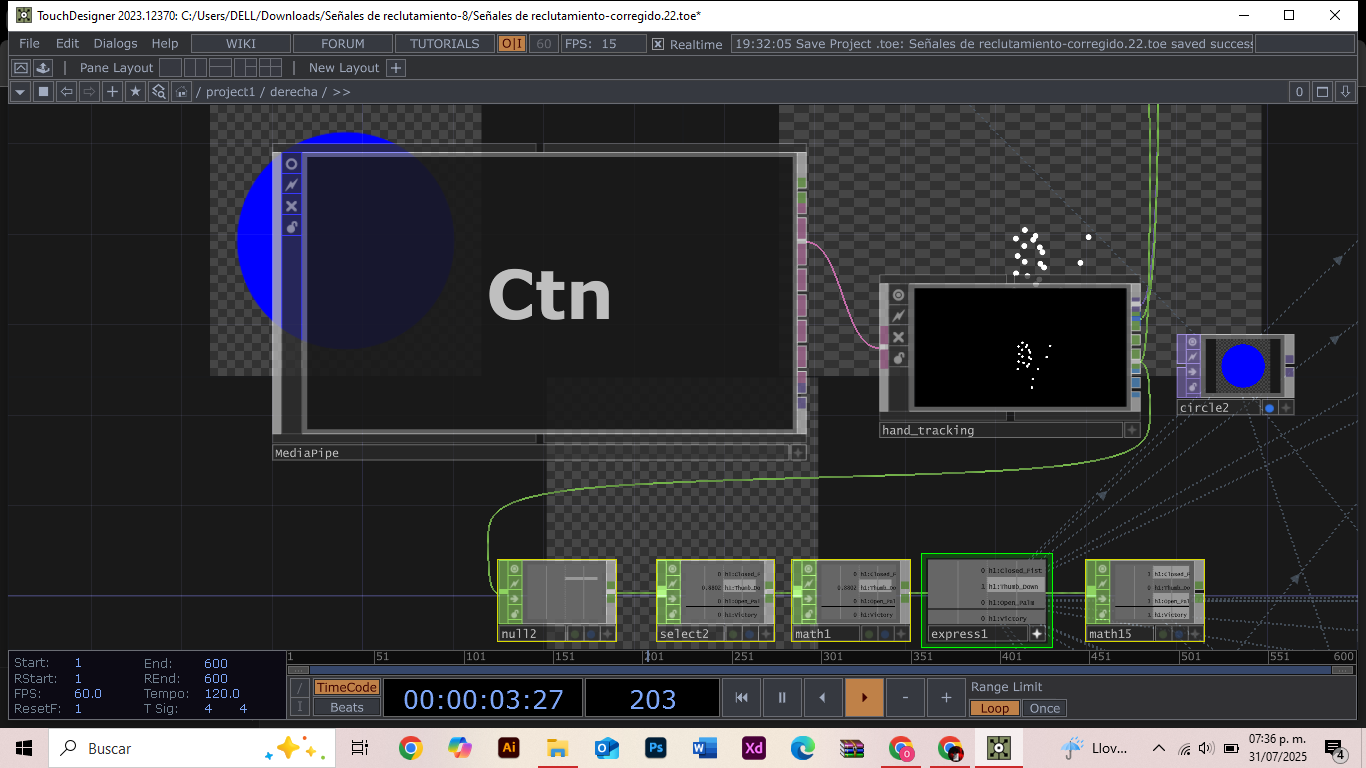 TouchDesigner 2023.12370: C:/Users/DELL/Downloads/Señales de reclutamiento-8/Señales de reclutamiento-corregido.22.toe*
File Edit Dialogs Help WIKI FORUM TUTORIALS O|I 60 FPS: 15 Realtime 19:32:05 Save Project .toe: Señales de reclutamiento-corregido.22.toe saved success
Pane Layout New Layout +
/ project1 / derecha / >> 0
Ctn
MediaPipe
hand_tracking
circle2
0 h1:Closed_F
0.8802 h1:Thumb_Do
0 h1:Open_Pal
0 h1:Victory
0 h1:Closed_F
0.8802 h1:Thumb_Do
0 h1:Open_Pal
0 h1:Victory
0 h1:Closed_Fist
1 h1:Thumb_Down
0 h1:Open_Palm
0 h1:Victory
1 h1:Closed_F
0 h1:Thumb_Do
1 h1:Open_Pal
1 h1:Victory
null2 select2 math1 express1 math15
1 51 101 151 201 251 301 351 401 451 501 551 600
Start: 1 End: 600
RStart: 1 REnd: 600
FPS: 60.0 Tempo: 120.0
ResetF: 1 T Sig: 4 4
/ TimeCode
I Beats
00:00:03:27 203 - +
Range Limit
Loop Once
Buscar
Llov...
07:36 p. m.
31/07/2025
4